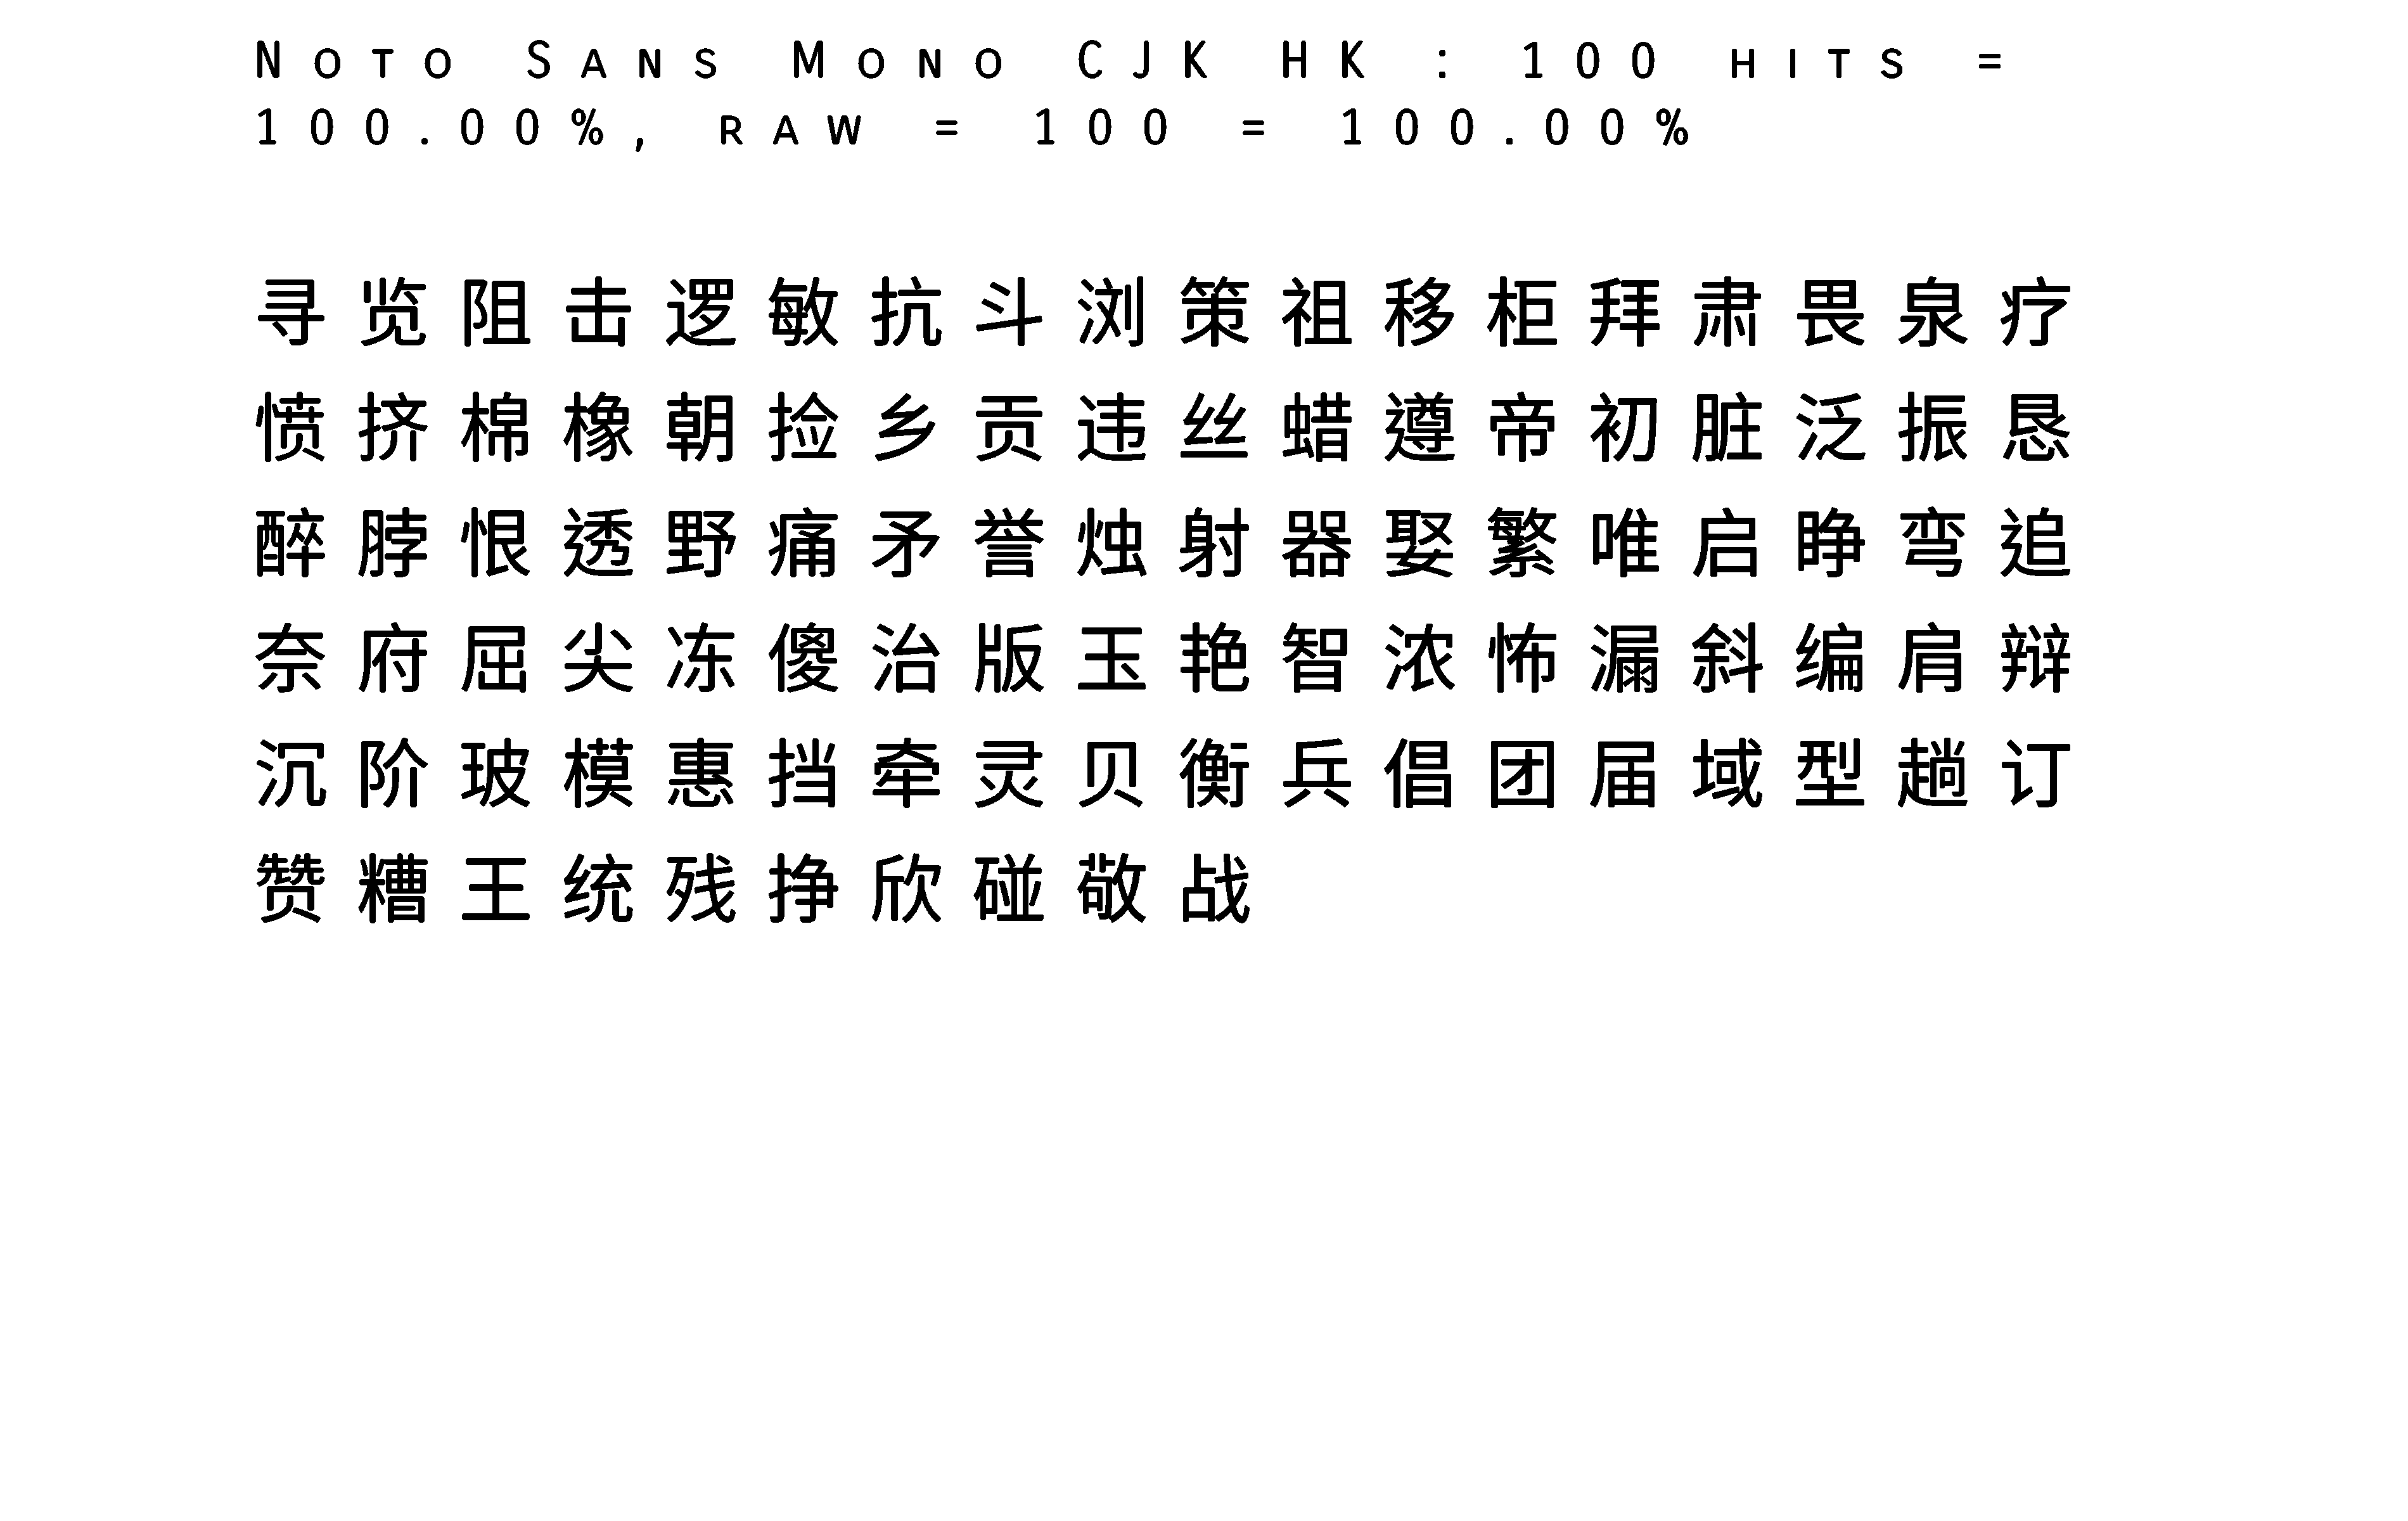 Noto Sans Mono CJK HK : 100 hits =
100.00%, raw = 100 = 100.00%
寻览阻击逻敏抗斗浏策祖移柜拜肃畏泉疗
愤挤棉橡朝捡乡贡违丝蜡遵帝初脏泛振恳
醉脖恨透野痛矛誉烛射器娶繁唯启睁弯追
奈府屈尖冻傻治版玉艳智浓怖漏斜编肩辩
沉阶玻模惠挡牵灵贝衡兵倡团届域型趟订
赞糟王统残挣欣碰敬战